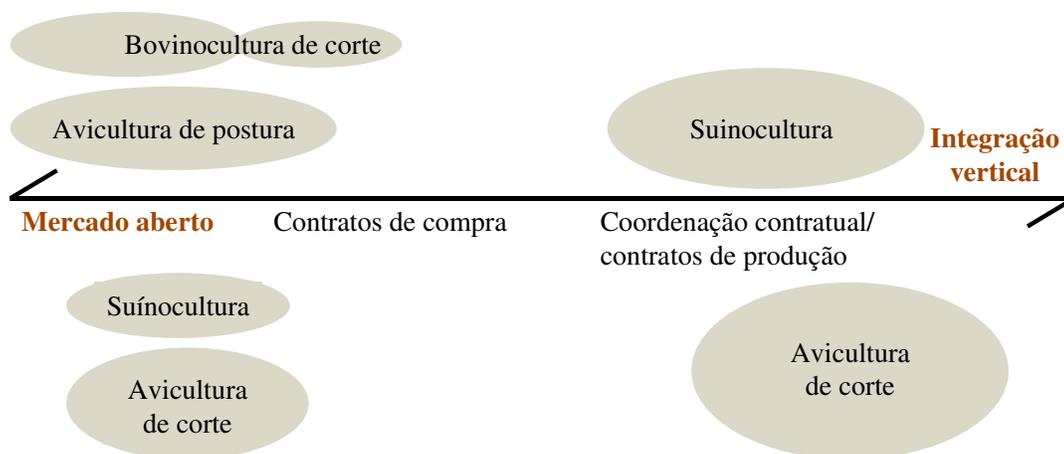 Bovinocultura de corte
Avicultura de postura
Suinocultura
Integração
vertical
Mercado aberto
Contratos de compra
Coordenação contratual/
contratos de produção
Suínocultura
Avicultura
de corte
Avicultura
de corte